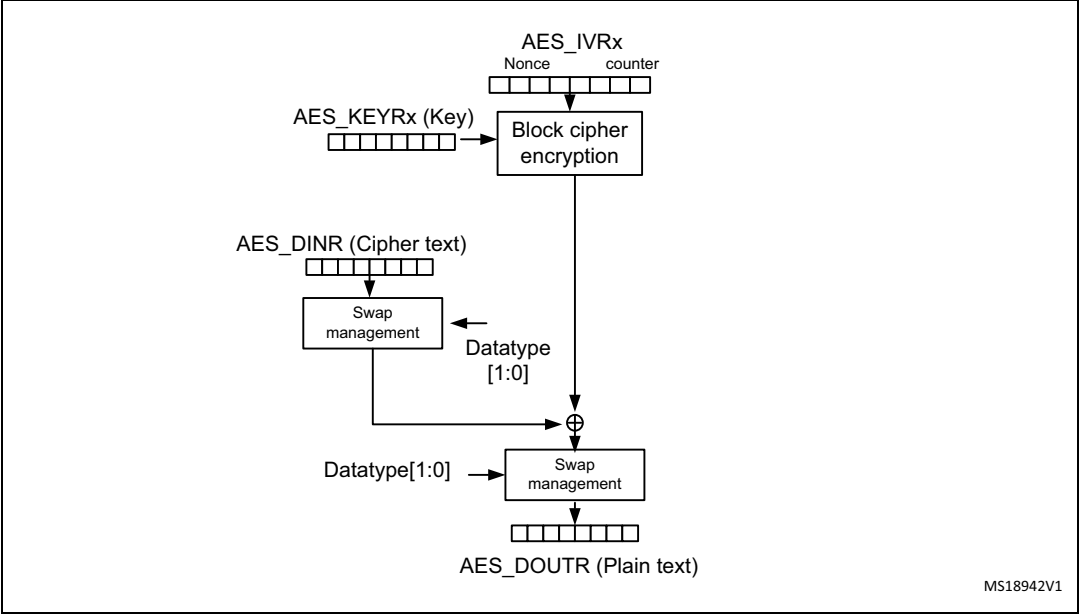 AES_IVRx
Nonce counter
AES_KEYRx (Key)
Block cipher
encryption
AES_DINR (Cipher text)
Swap
management
Datatype
[1:0]
Datatype[1:0]
Swap
management
AES_DOUTR (Plain text)
MS18942V1